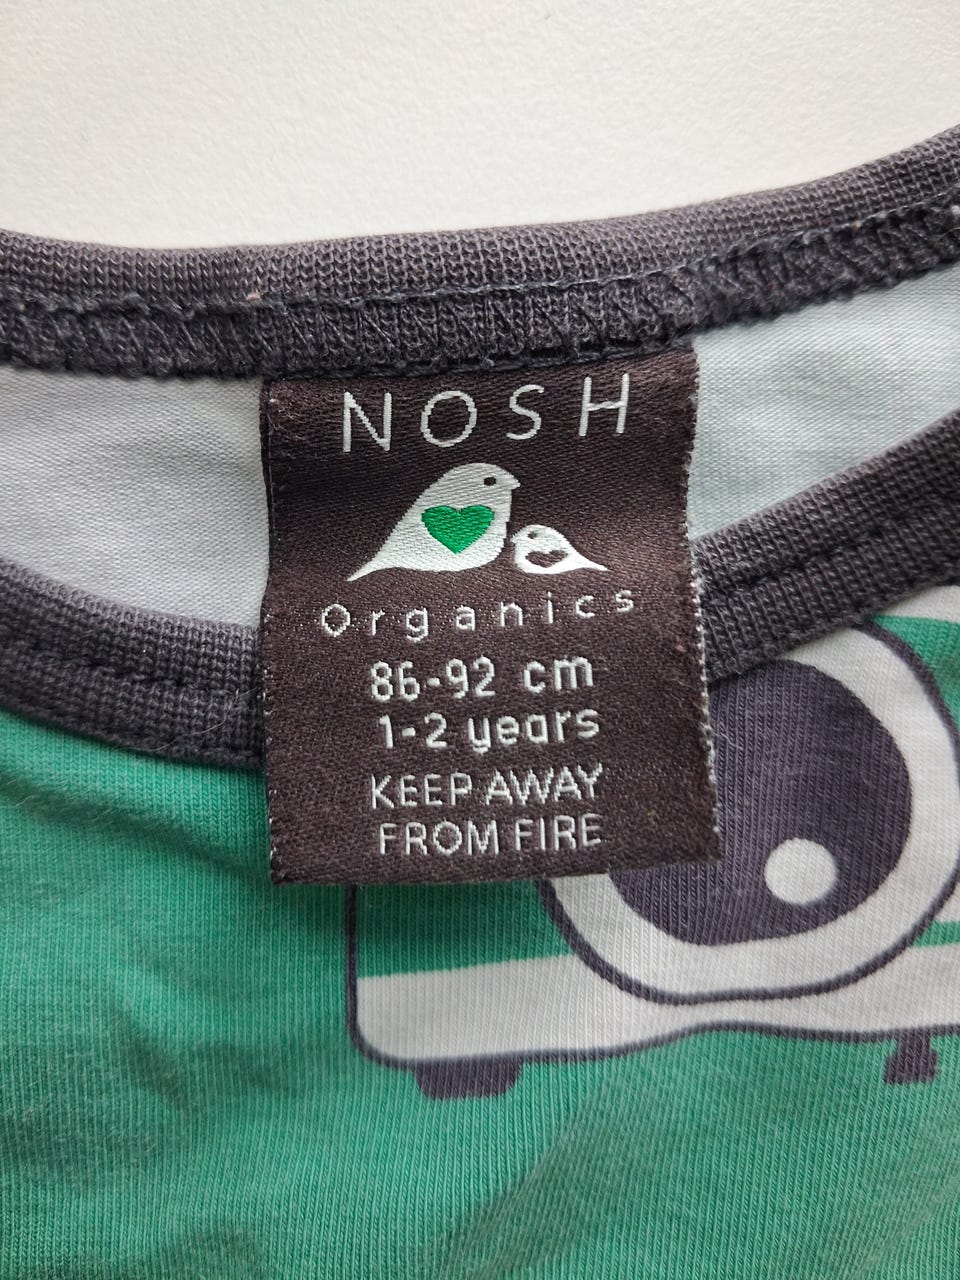 NOSH
Organics
86-92 cm
1-2 years
KEEP AWAY
FROM FIRE